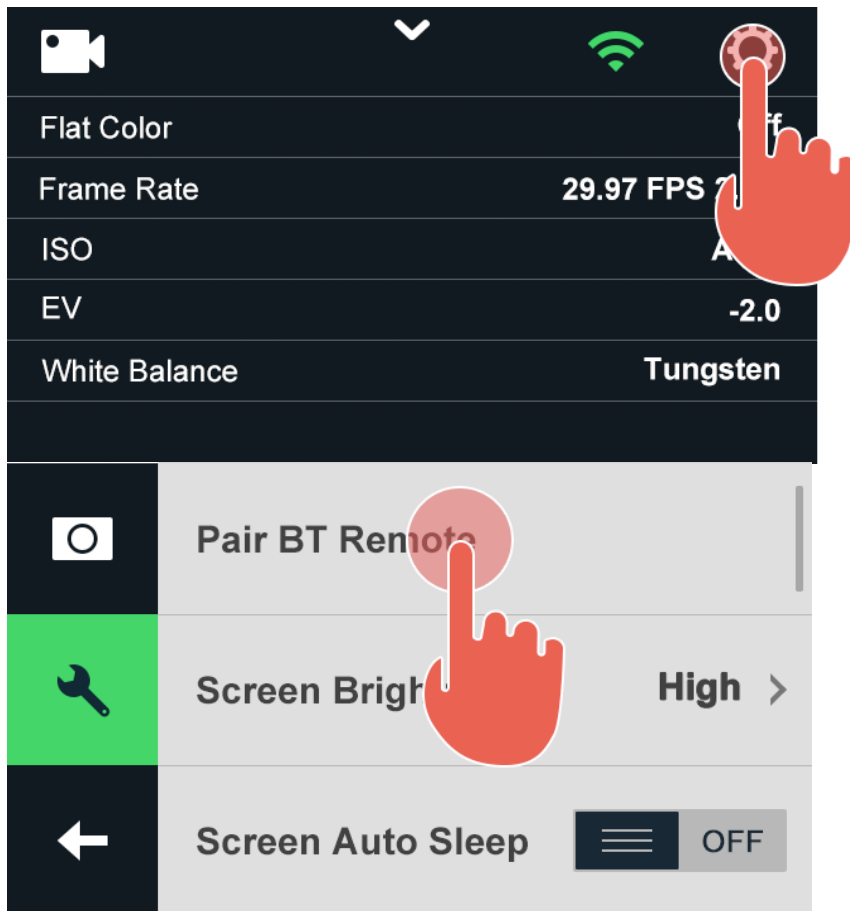 Flat Color
Frame Rate 29.97 FPS
ISO
EV -2.0
White Balance Tungsten
Pair BT Remote
Screen High
Screen Auto Sleep OFF